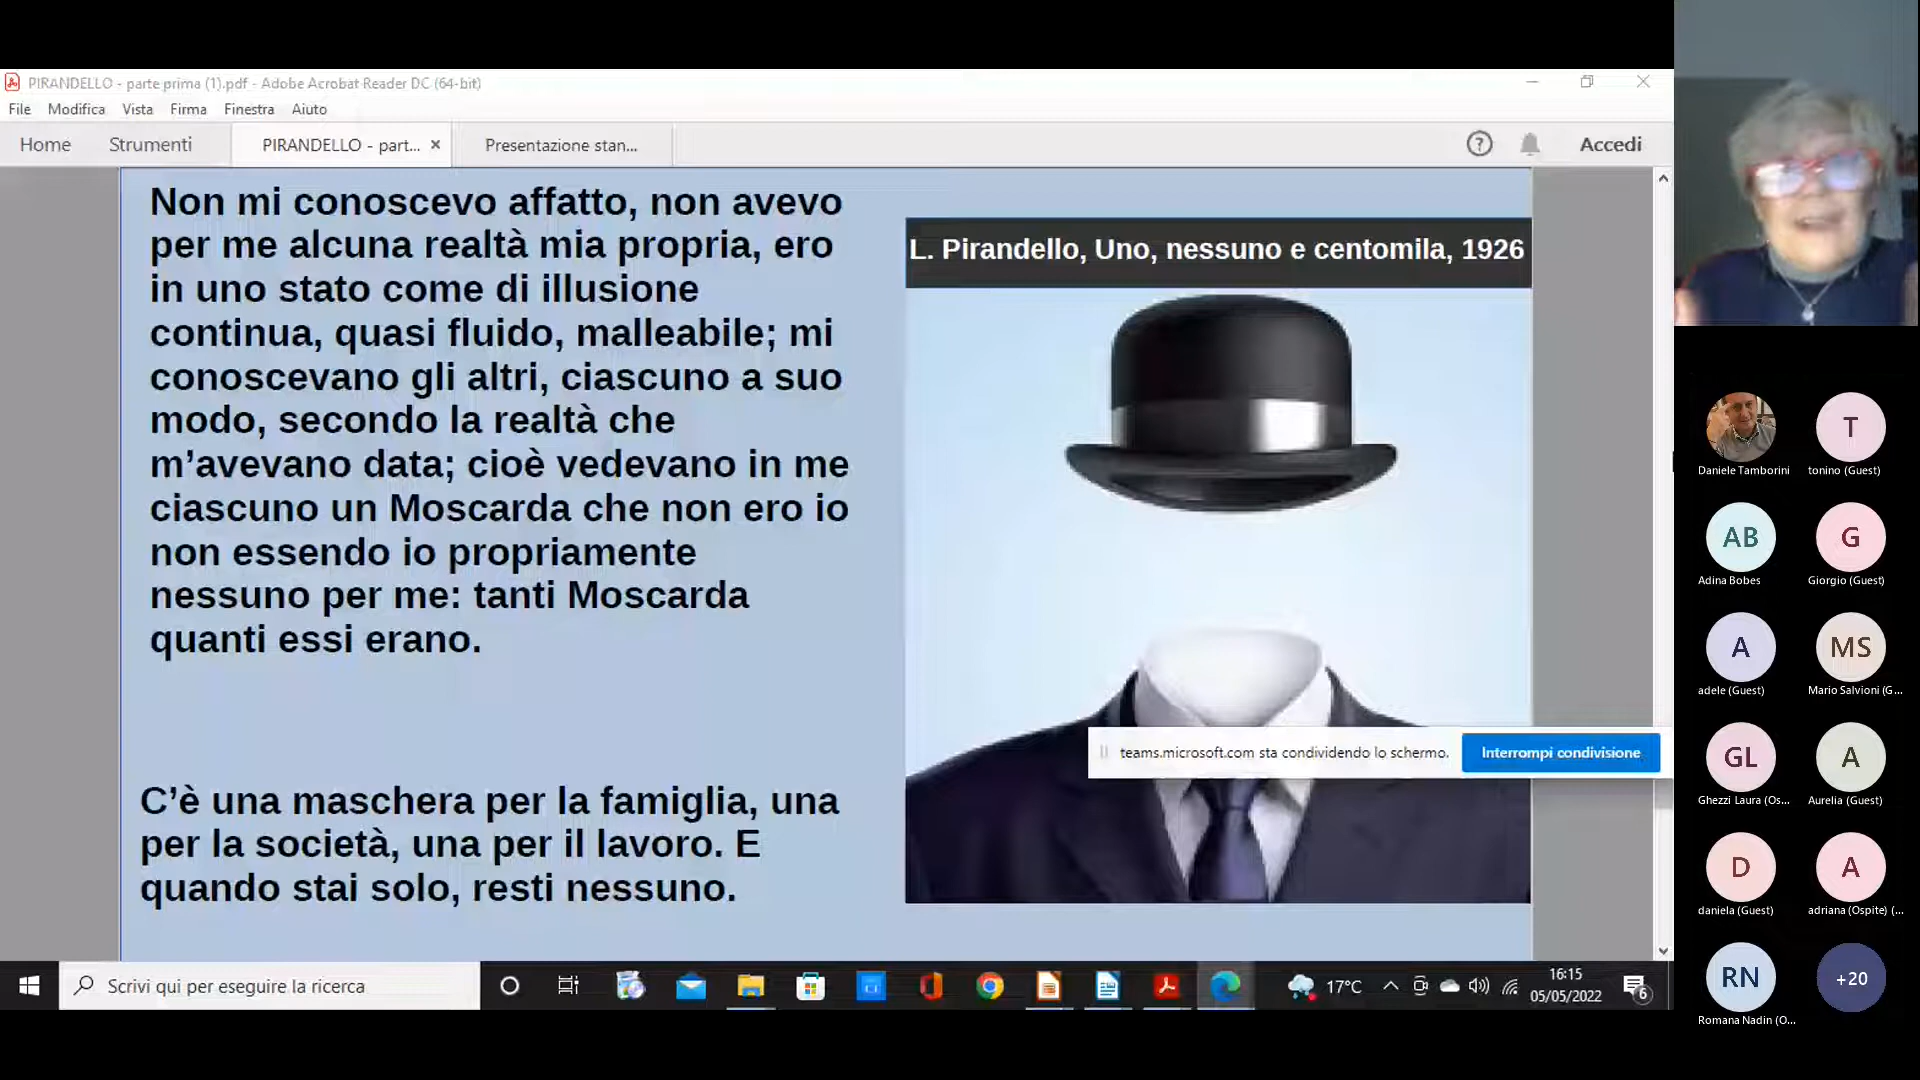 PIRANDELLO - parte prima (1).pdf - Adobe Acrobat Reader DC (64-bit)
File Modifica Vista Firma Finestra Aiuto
Home Strumenti PIRANDELLO - part... × Presentazione stan... ? Accedi
Non mi conoscevo affatto, non avevo
per me alcuna realtà mia propria, ero
in uno stato come di illusione
continua, quasi fluido, malleabile; mi
conoscevano gli altri, ciascuno a suo
modo, secondo la realtà che
m’avevano data; cioè vedevano in me
ciascuno un Moscarda che non ero io
non essendo io propriamente
nessuno per me: tanti Moscarda
quanti essi erano.
C’è una maschera per la famiglia, una
per la società, una per il lavoro. E
quando stai solo, resti nessuno.
L. Pirandello, Uno, nessuno e centomila, 1926
teams.microsoft.com sta condividendo lo schermo. Interrompi condivisione
Scrivi qui per eseguire la ricerca
17°C
16:15
05/05/2022
6
Daniele Tamborini
T
tonino (Guest)
AB
Adina Bobes
G
Giorgio (Guest)
A
adele (Guest)
MS
Mario Salvioni (G...
GL
Ghezzi Laura (Os...
A
Aurelia (Guest)
D
daniela (Guest)
A
adriana (Ospite) (...
RN
Romana Nadin (O...
+20